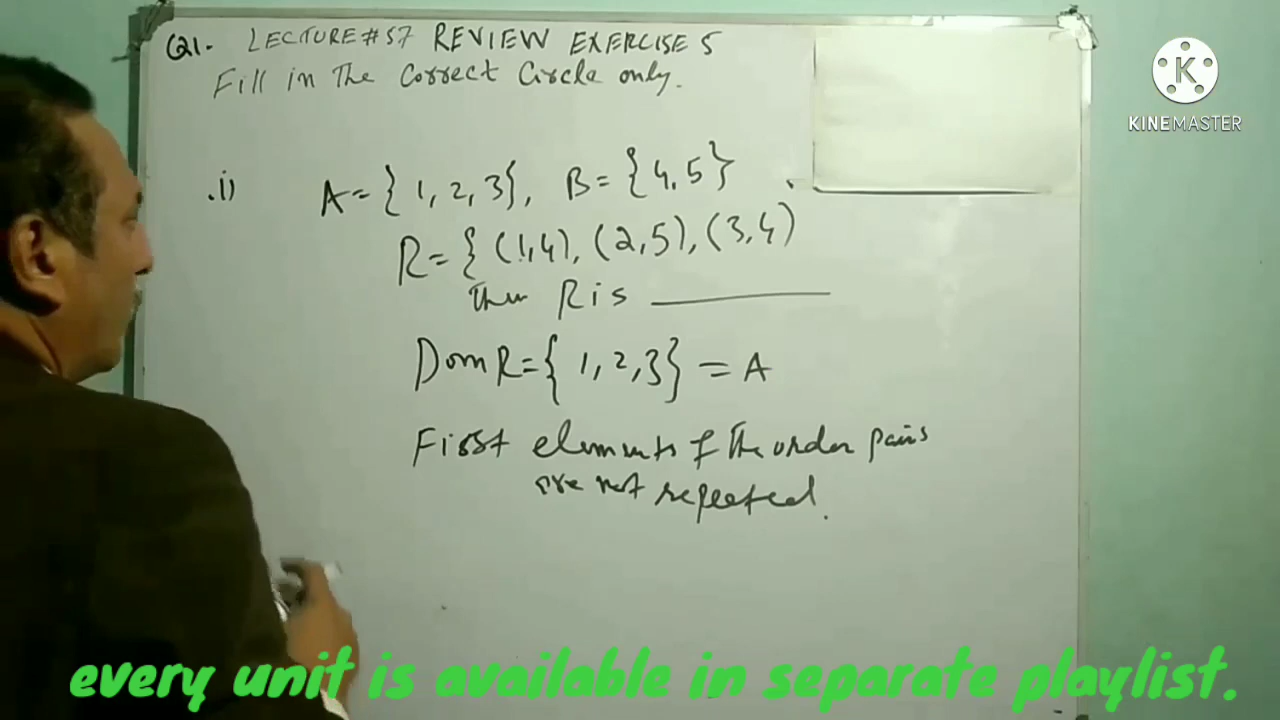 Q1. LECTURE #57 REVIEW EXERCISE 5
Fill in The Correct Circle only.
K
KINEMASTER
.i) A = { 1, 2, 3}, B = {4, 5}
R = { (1,4), (2,5), (3,4)
Then R is ________
Dom R = { 1, 2, 3} = A
First elements of The order pairs
are not repeated.
every unit is available in separate playlist.